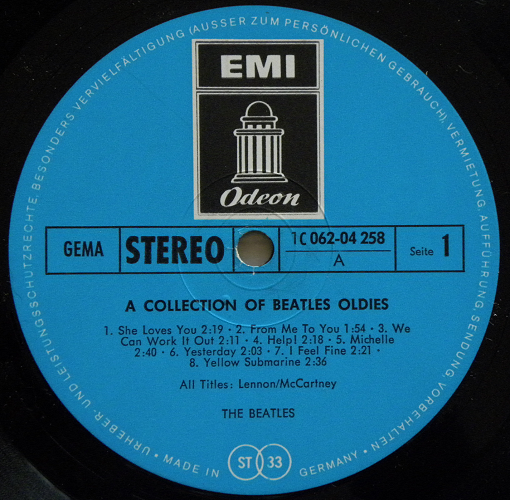 URHEBER- UND LEISTUNGSSCHUTZRECHTE, BESONDERS VERVIELFÄLTIGUNG (AUSSER ZUM PERSÖNLICHEN GEBRAUCH), VERMIETUNG, AUFFÜHRUNG, SENDUNG, VORBEHALTEN
EMI
Odeon
GEMA
STEREO
1C 062-04 258
A
Seite 1
A COLLECTION OF BEATLES OLDIES
1. She Loves You 2:19 · 2. From Me To You 1:54 · 3. We
Can Work It Out 2:11 · 4. Help! 2:18 · 5. Michelle
2:40 · 6. Yesterday 2:03 · 7. I Feel Fine 2:21 ·
8. Yellow Submarine 2:36
All Titles: Lennon/McCartney
THE BEATLES
• MADE IN ST 33 GERMANY •